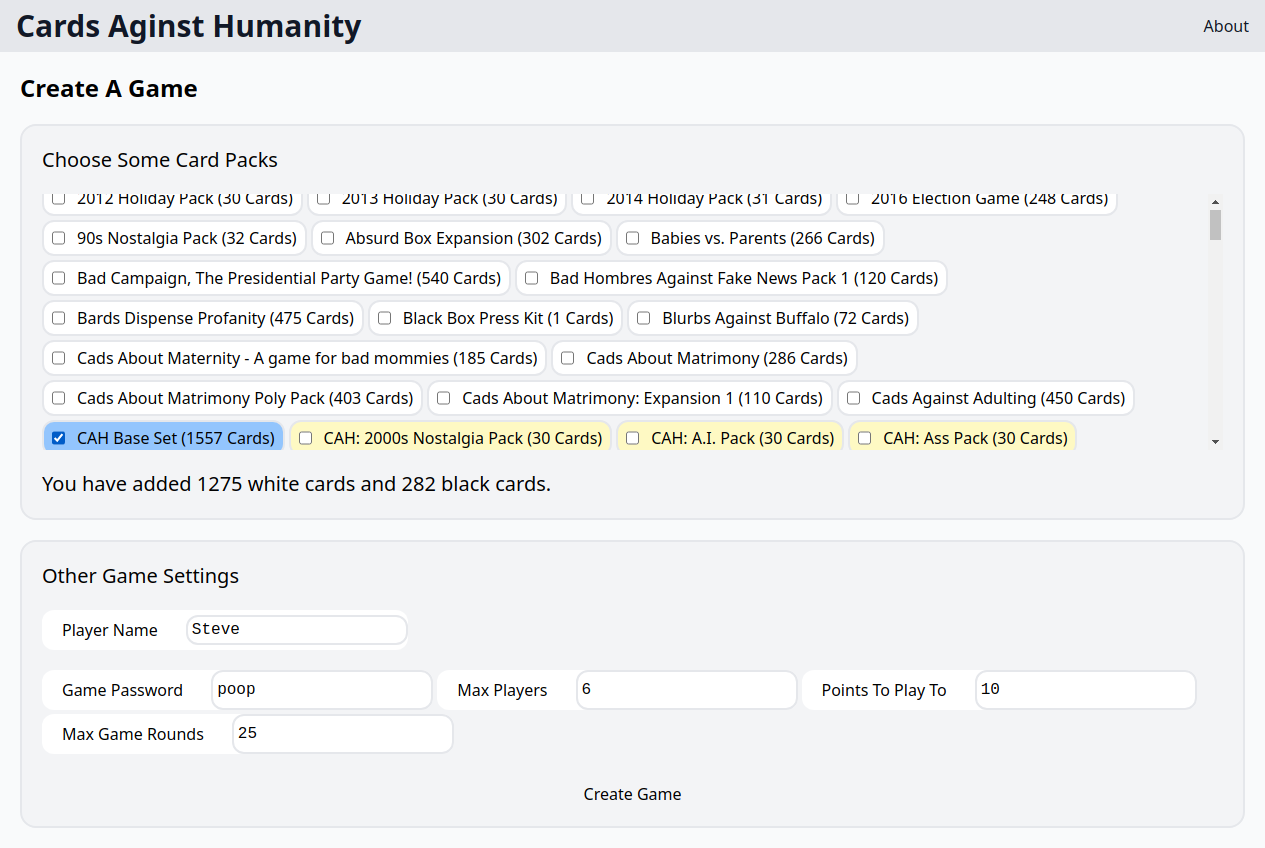 Cards Aginst Humanity
About
Create A Game
Choose Some Card Packs
2012 Holiday Pack (30 Cards) 2013 Holiday Pack (30 Cards) 2014 Holiday Pack (31 Cards) 2016 Election Game (248 Cards)
90s Nostalgia Pack (32 Cards) Absurd Box Expansion (302 Cards) Babies vs. Parents (266 Cards)
Bad Campaign, The Presidential Party Game! (540 Cards) Bad Hombres Against Fake News Pack 1 (120 Cards)
Bards Dispense Profanity (475 Cards) Black Box Press Kit (1 Cards) Blurbs Against Buffalo (72 Cards)
Cads About Maternity - A game for bad mommies (185 Cards) Cads About Matrimony (286 Cards)
Cads About Matrimony Poly Pack (403 Cards) Cads About Matrimony: Expansion 1 (110 Cards) Cads Against Adulting (450 Cards)
CAH Base Set (1557 Cards) CAH: 2000s Nostalgia Pack (30 Cards) CAH: A.I. Pack (30 Cards) CAH: Ass Pack (30 Cards)
You have added 1275 white cards and 282 black cards.
Other Game Settings
Player Name Steve
Game Password poop Max Players 6 Points To Play To 10
Max Game Rounds 25
Create Game